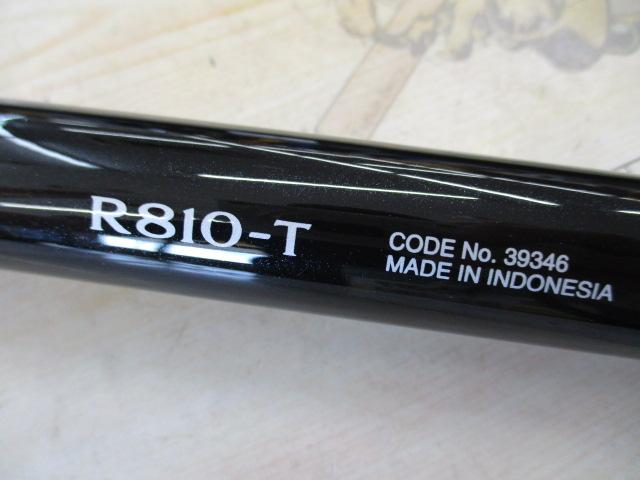 R810-T
CODE No. 39346
MADE IN INDONESIA